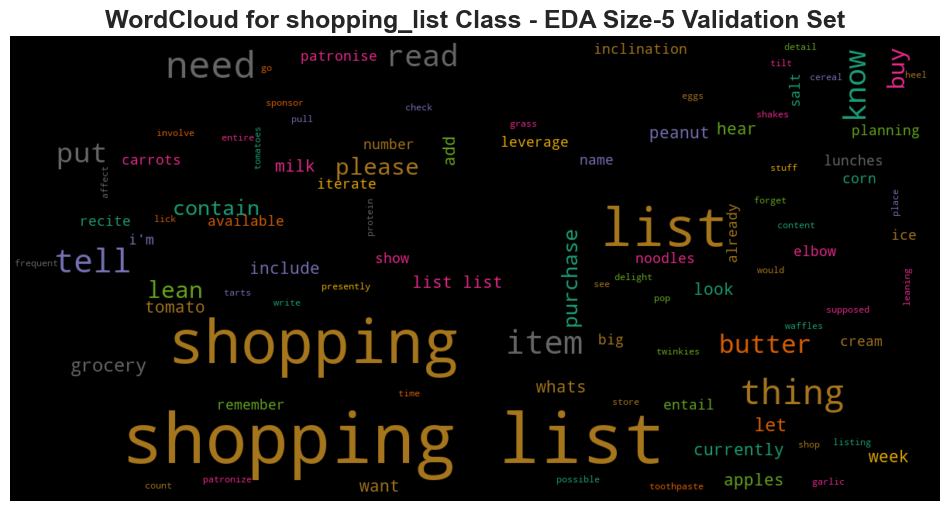 WordCloud for shopping_list Class - EDA Size-5 Validation Set
need
go
patronise
read
inclination
detail
tilt
cereal
know
buy
heel
salt
eggs
sponsor
pull
check
shakes
grass
involve
entire
tomatoes
number
add
leverage
peanut
hear
planning
put
carrots
milk
please
iterate
name
stuff
lunches
corn
affect
recite
lick
contain
available
protein
list
already
forget
content
place
ice
i'm
tell
frequent
include
show
list list
purchase
noodles
delight
see
pop
look
would
elbow
leaning
lean
tarts
write
presently
tomato
supposed
shopping
item
big
twinkies
butter
waffles
cream
grocery
time
whats
store
thing
remember
entail
let
shopping list
currently
shop
listing
week
count
patronize
want
possible
toothpaste
apples
garlic